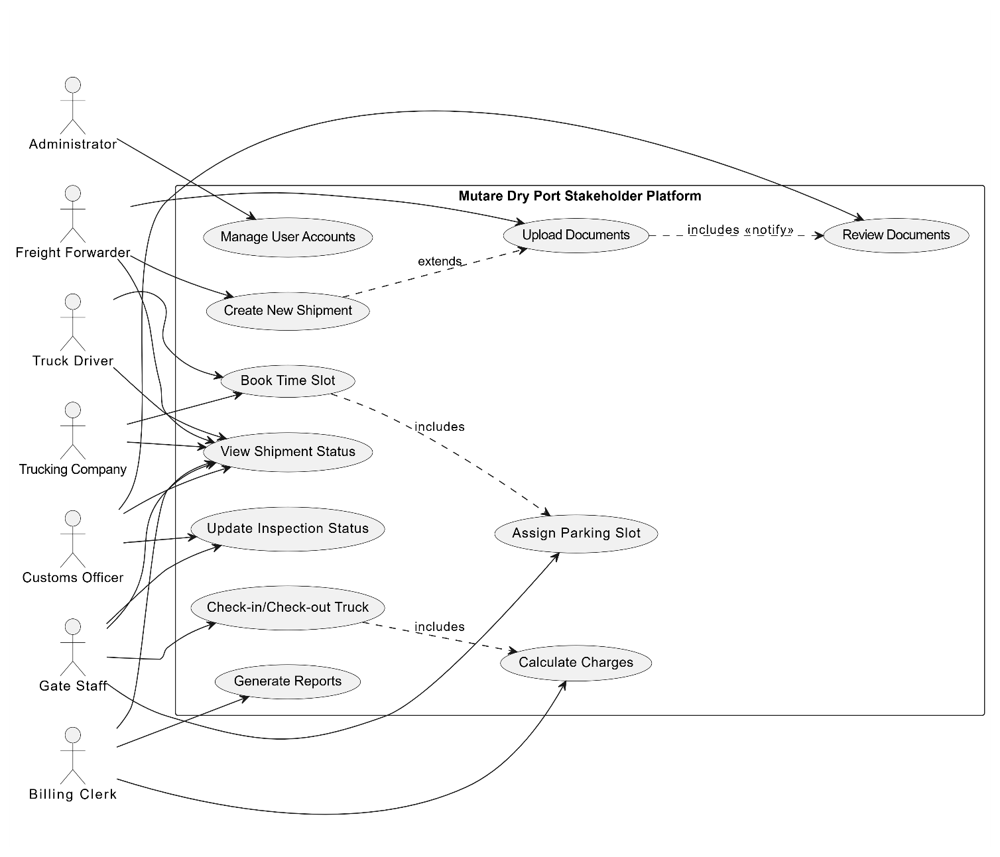 Administrator
Mutare Dry Port Stakeholder Platform
Manage User Accounts
Upload Documents
includes «notify»
Review Documents
Freight Forwarder
extends
Create New Shipment
Truck Driver
Book Time Slot
includes
Trucking Company
View Shipment Status
Update Inspection Status
Assign Parking Slot
Customs Officer
Check-in/Check-out Truck
includes
Calculate Charges
Gate Staff
Generate Reports
Billing Clerk